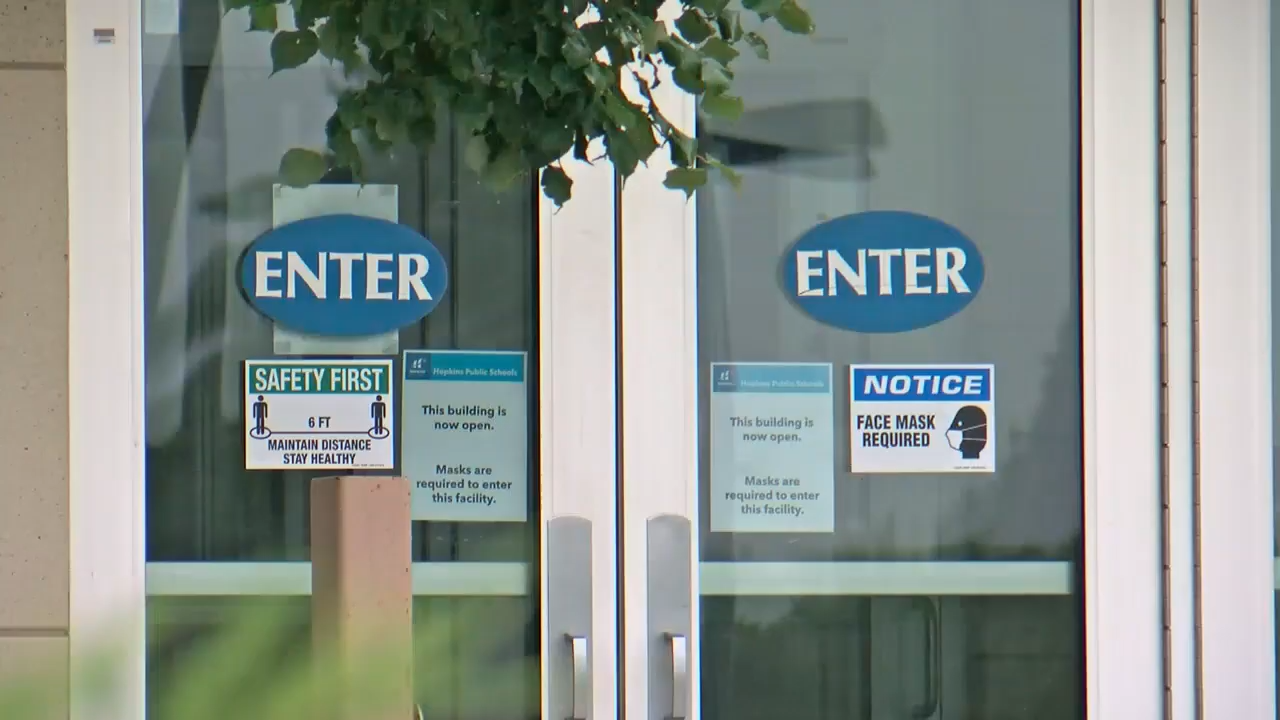 ENTER
ENTER
SAFETY FIRST
6 FT
MAINTAIN DISTANCE
STAY HEALTHY
Hopkins Public Schools
This building is
now open.
Masks are
required to enter
this facility.
Hopkins Public Schools
This building is
now open.
Masks are
required to enter
this facility.
NOTICE
FACE MASK
REQUIRED